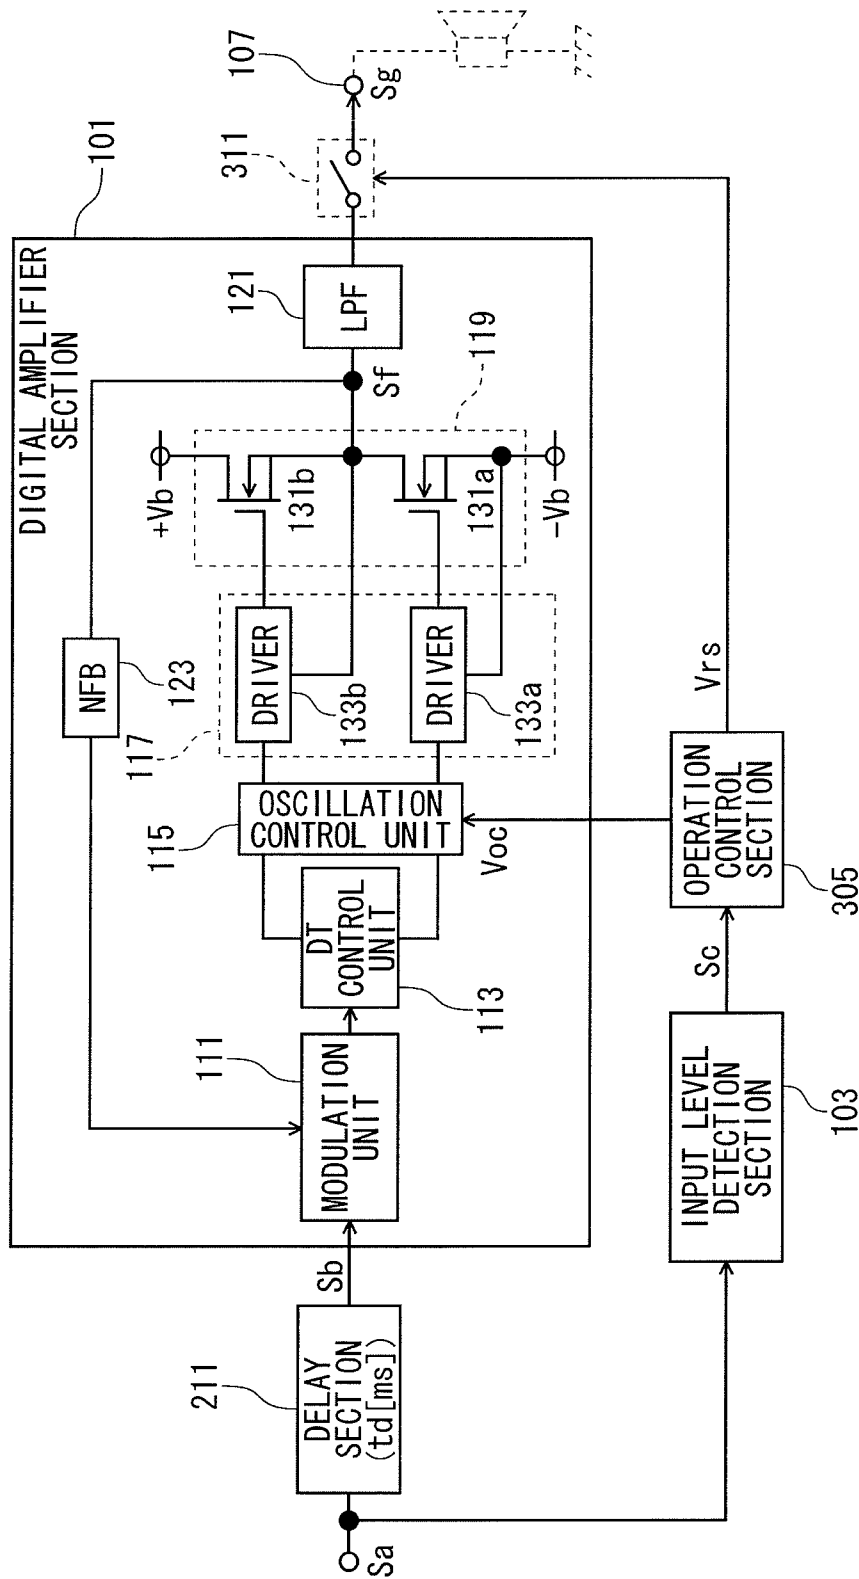 DIGITAL AMPLIFIER
SECTION
101
107
Sg
311
121
LPF
Sf
119
+Vb
131b
131a
-Vb
NFB
123
117
DRIVER
133b
DRIVER
133a
115
OSCILLATION
CONTROL UNIT
Voc
DT
CONTROL
UNIT
113
111
MODULATION
UNIT
Sb
211
DELAY
SECTION
(td[ms])
Sa
INPUT LEVEL
DETECTION
SECTION
103
Sc
OPERATION
CONTROL
SECTION
305
Vrs